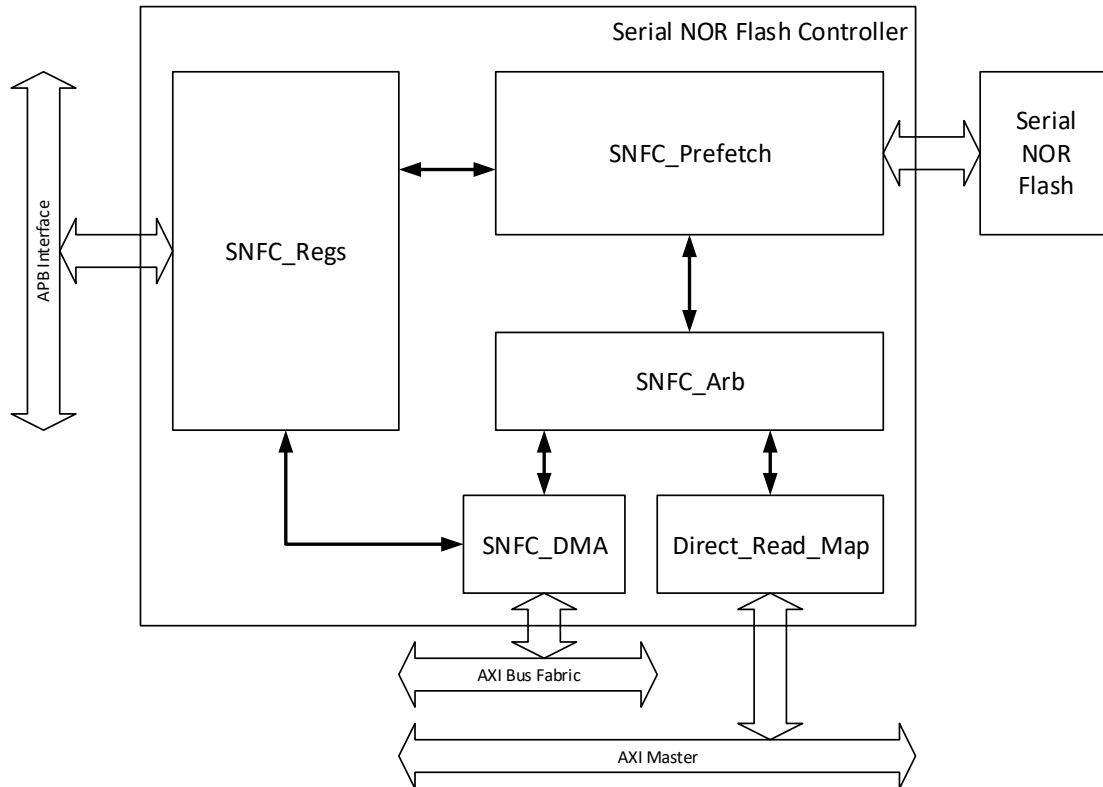 Serial NOR Flash Controller
SNFC_Prefetch
Serial
NOR
Flash
APB Interface
SNFC_Regs
SNFC_Arb
SNFC_DMA
Direct_Read_Map
AXI Bus Fabric
AXI Master